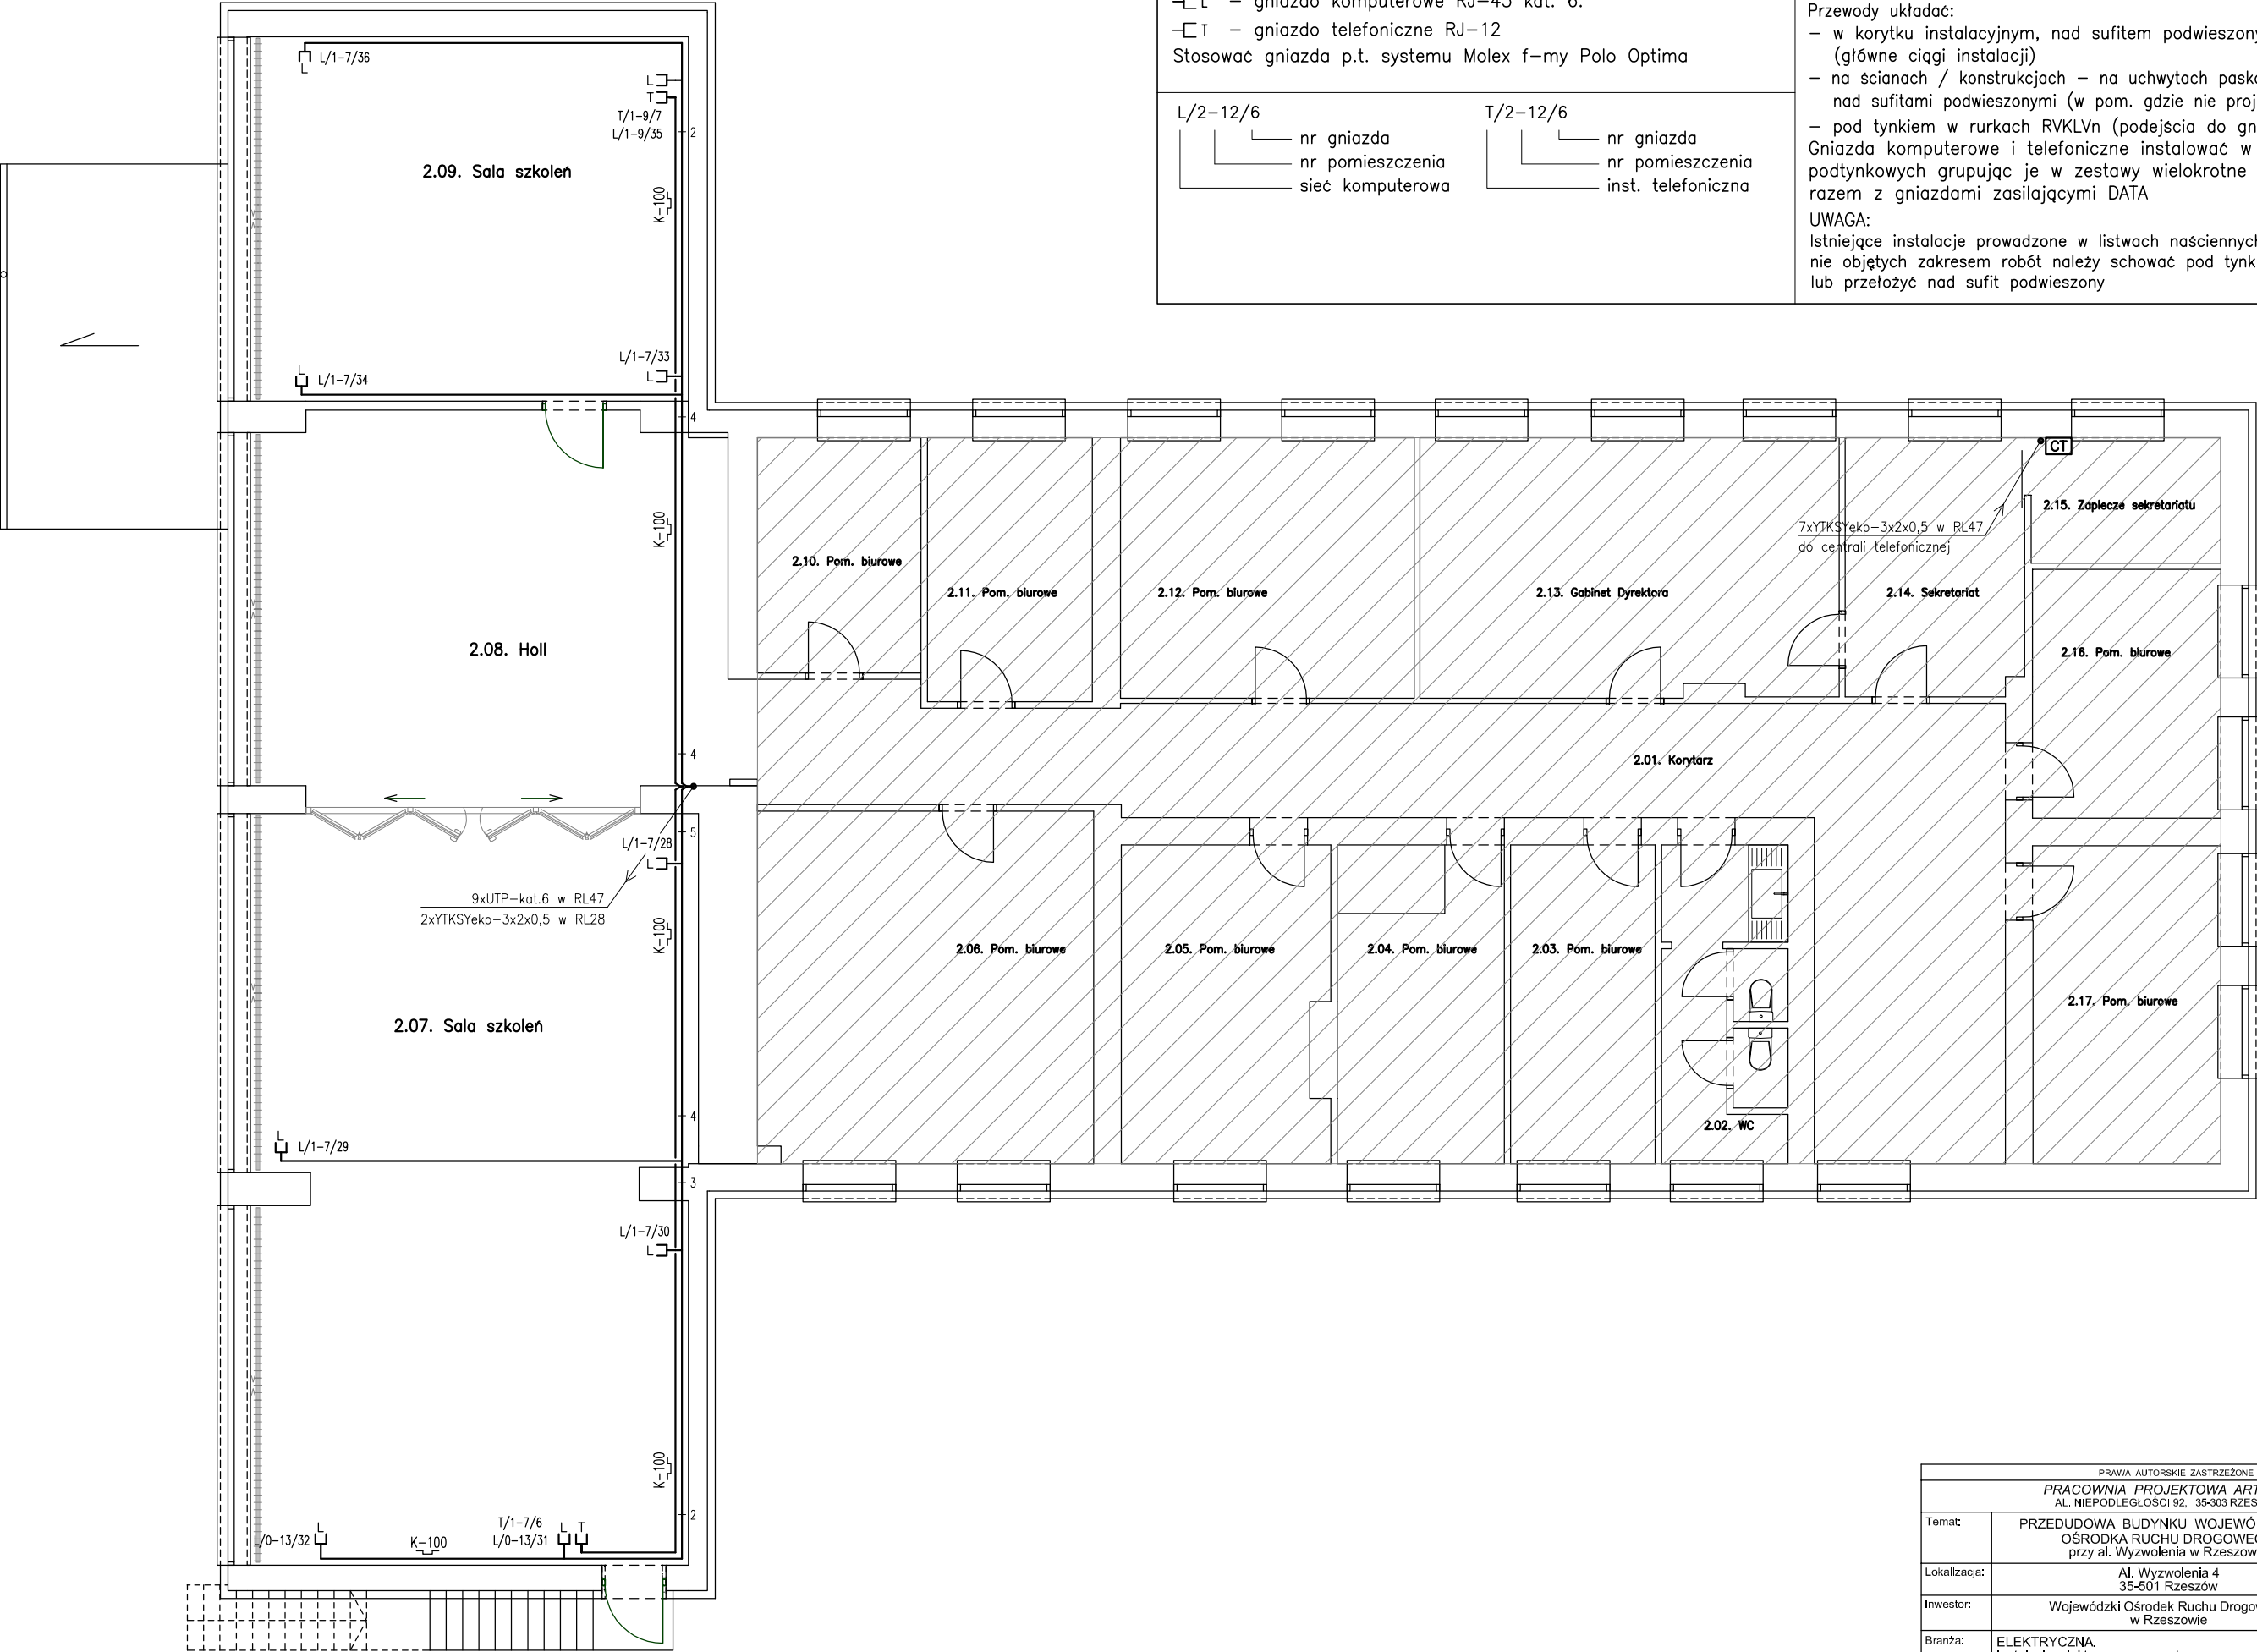 L – gniazdo komputerowe RJ–45 kat. 6.
T – gniazdo telefoniczne RJ–12
Stosować gniazda p.t. systemu Molex f–my Polo Optima
L/2–12/6
nr gniazda
nr pomieszczenia
sieć komputerowa
T/2–12/6
nr gniazda
nr pomieszczenia
inst. telefoniczna
Przewody układać:
– w korytku instalacyjnym, nad sufitem
(główne ciągi instalacji)
– na ścianach / konstrukcjach – na uchwytach
nad sufitami podwieszonymi (w pom. gdzie nie
– pod tynkiem w rurkach RVKLVn (podejścia do
Gniazda komputerowe i telefoniczne instalować w
podtynkowych grupując je w zestawy wielokrotne
razem z gniazdami zasilającymi DATA
UWAGA:
Istniejące instalacje prowadzone w listwach
nie objętych zakresem robót należy schować pod
lub przełożyć nad sufit podwieszony
L
L/1–7/36
L
T
T/1–9/7
L/1–9/35
2
2.09. Sala szkoleń
K–100
L/1–7/33
L
L
L/1–7/34
4
K–100
2.08. Holl
4
5
L/1–7/28
L
9xUTP–kat.6 w RL47
2xYTKSYekp–3x2x0,5 w RL28
K–100
2.07. Sala szkoleń
4
L
L/1–7/29
3
L/1–7/30
L
K–100
2
T/1–7/6
L/0–13/31
L
T
L
L/0–13/32
K–100
CT
7xYTKSYekp–3x2x0,5 w RL47
do centrali telefonicznej
2.15. Zaplecze sekretariatu
2.10. Pom. biurowe
2.11. Pom. biurowe
2.12. Pom. biurowe
2.13. Gabinet Dyrektora
2.14. Sekretariat
2.16. Pom. biurowe
2.01. Korytarz
2.06. Pom. biurowe
2.05. Pom. biurowe
2.04. Pom. biurowe
2.03. Pom. biurowe
2.17. Pom. biurowe
2.02. WC
PRAWA AUTORSKIE ZASTRZEŻONE
PRACOWNIA PROJEKTOWA
AL. NIEPODLEGŁOŚCI 92, 35-303
Temat:
PRZEDUDOWA BUDYNKU
OŚRODKA RUCHU
przy al. Wyzwolenia w
Lokalizacja:
Al. Wyzwolenia 4
35-501 Rzeszów
Inwestor:
Wojewódzki Ośrodek Ruchu
w Rzeszowie
Branża:
ELEKTRYCZNA.